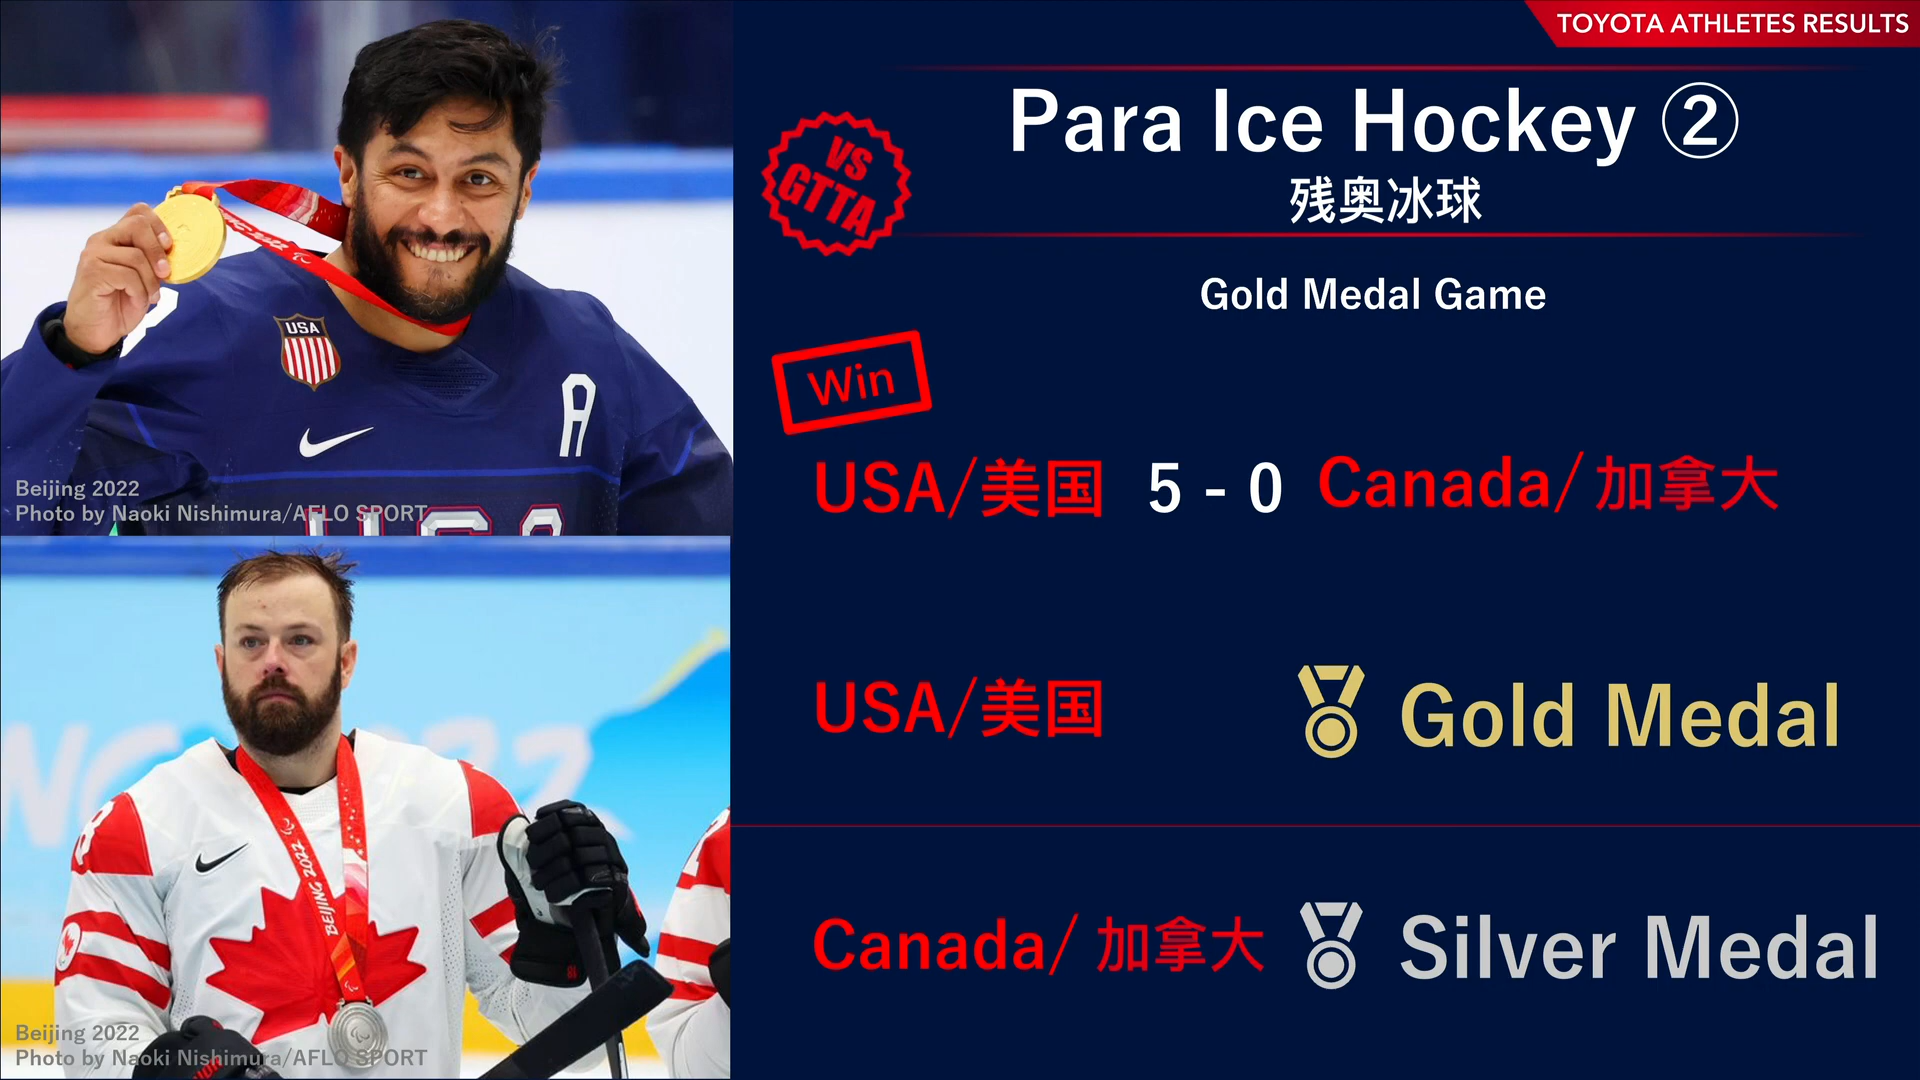 TOYOTA ATHLETES RESULTS
Para Ice Hockey ②
残奥冰球
VS
GTTA
Gold Medal Game
Win
USA/美国 5 - 0 Canada/加拿大
USA/美国 Gold Medal
Canada/加拿大 Silver Medal
USA
A
Beijing 2022
Photo by Naoki Nishimura/AFLO SPORT
BEIJING 2022
Beijing 2022
Photo by Naoki Nishimura/AFLO SPORT